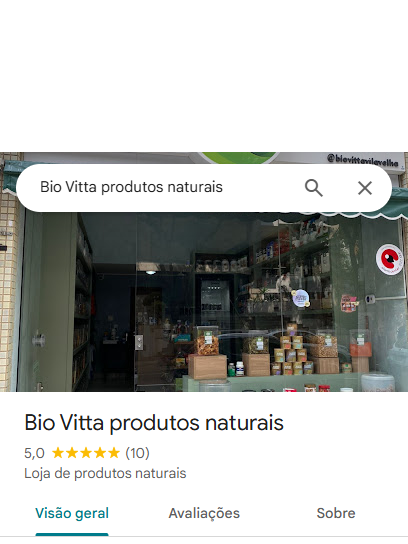 @biovittavilavelha
Bio Vitta produtos naturais
Bio Vitta produtos naturais
5,0 ★★★★★ (10)
Loja de produtos naturais
Visão geral Avaliações Sobre